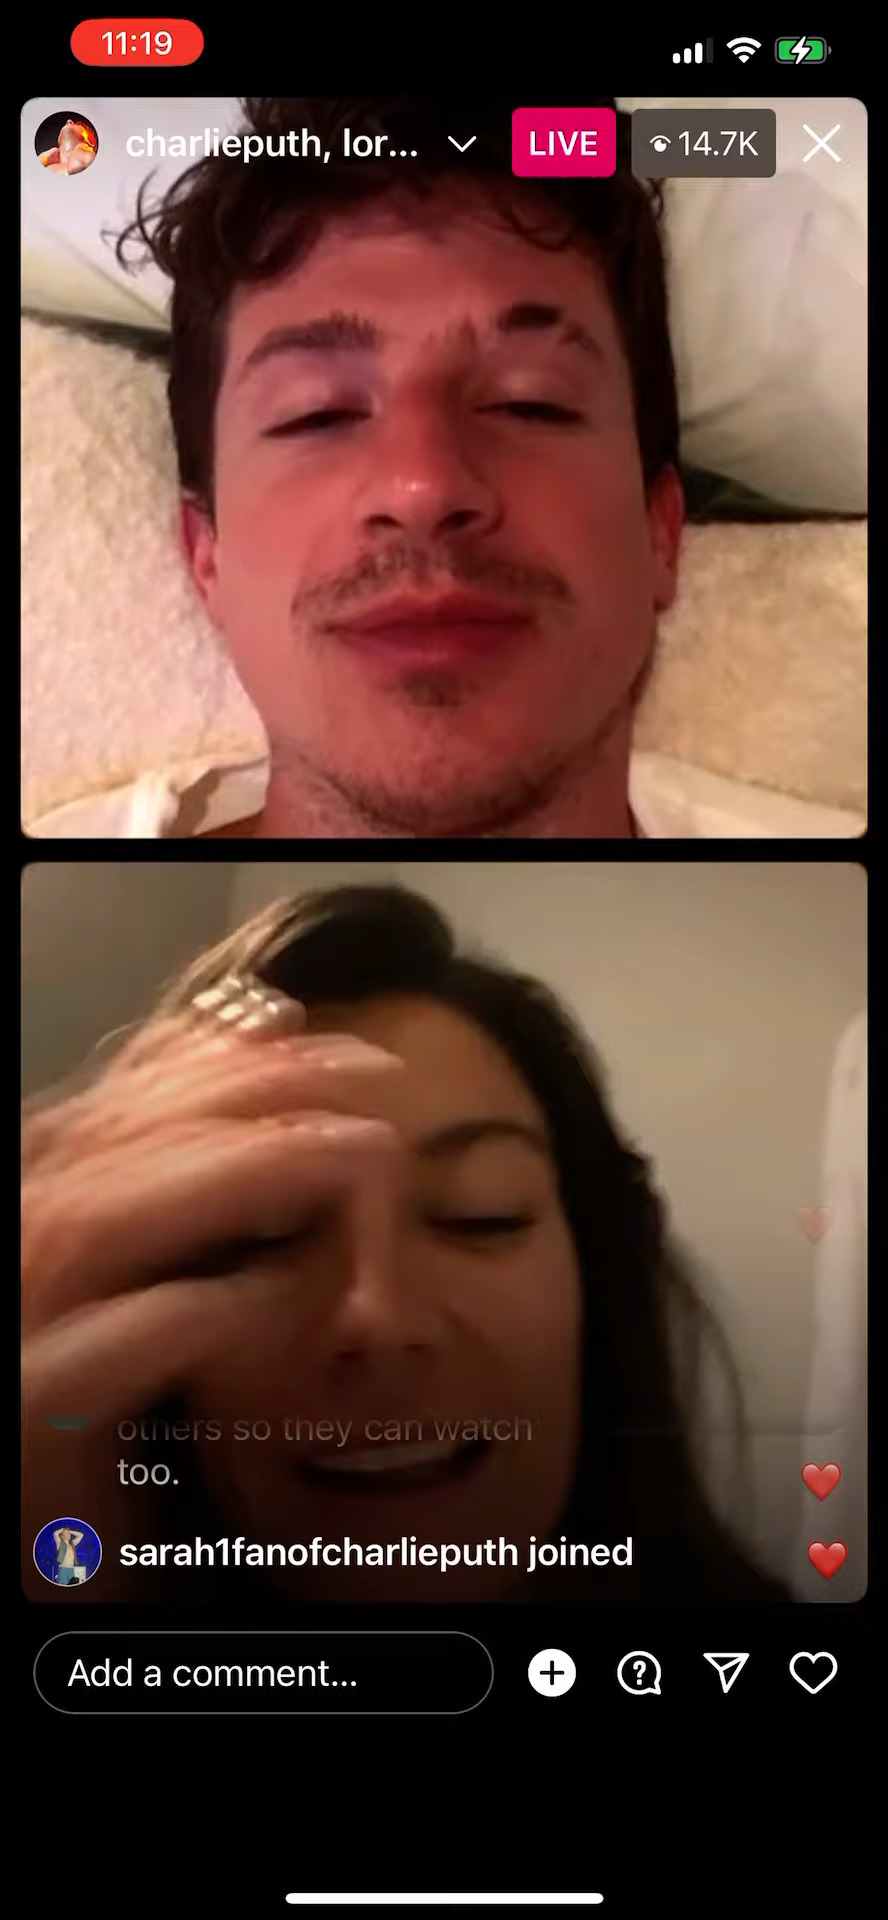 11:19
charlieputh, lor...
LIVE
14.7K
others so they can watch
too.
sarah1fanofcharlieputh joined
Add a comment...